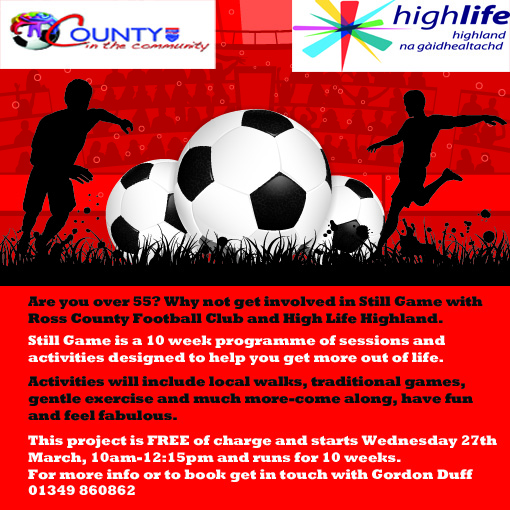 COUNTY
in the community
highlife
highland
na gàidhealtachd
Are you over 55? Why not get involved in Still Game with
Ross County Football Club and High Life Highland.
Still Game is a 10 week programme of sessions and
activities designed to help you get more out of life.
Activities will include local walks, traditional games,
gentle exercise and much more-come along, have fun
and feel fabulous.
This project is FREE of charge and starts Wednesday 27th
March, 10am-12:15pm and runs for 10 weeks.
For more info or to book get in touch with Gordon Duff
01349 860862